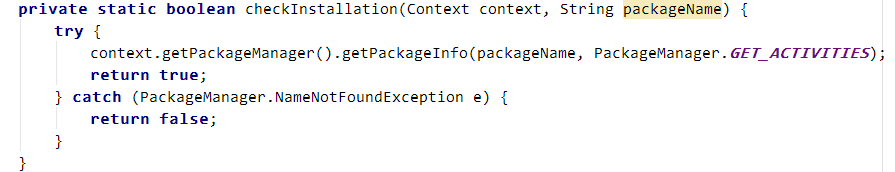 private static boolean checkInstallation(Context context, String packageName) {
    try {
        context.getPackageManager().getPackageInfo(packageName, PackageManager.GET_ACTIVITIES);
        return true;
    } catch (PackageManager.NameNotFoundException e) {
        return false;
    }
}